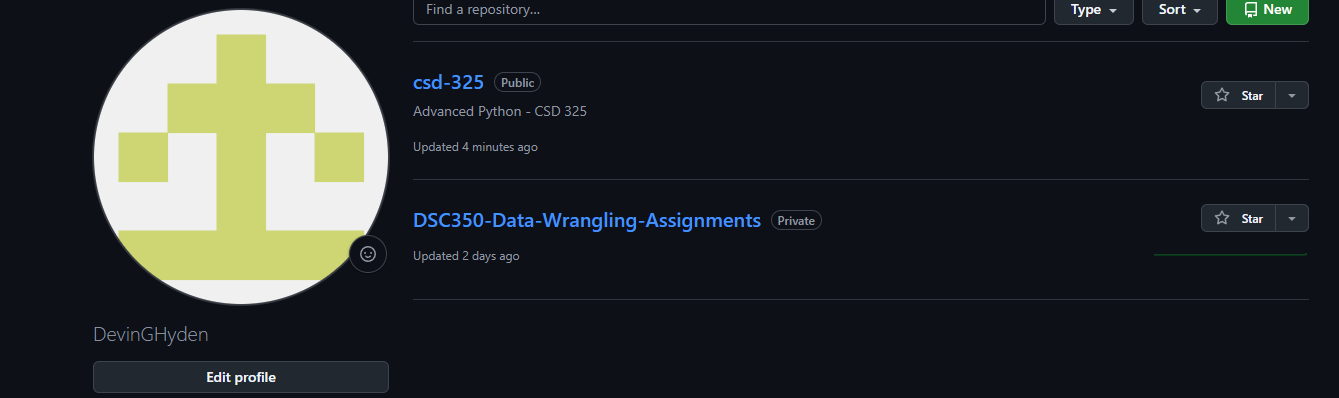 Find a repository...
Type
Sort
New
csd-325 Public
Star
Advanced Python - CSD 325
Updated 4 minutes ago
DSC350-Data-Wrangling-Assignments Private
Star
Updated 2 days ago
DevinGHyden
Edit profile